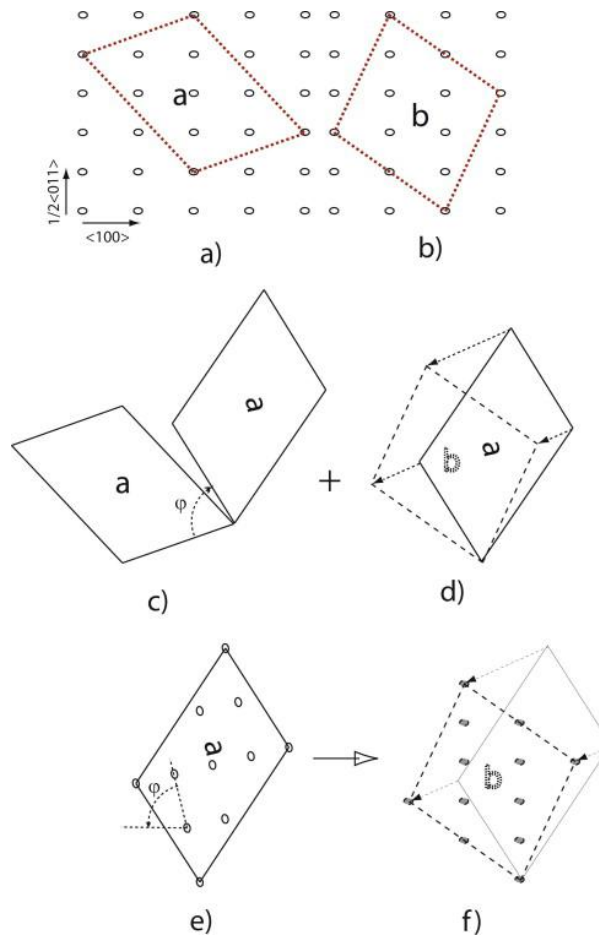 a
b
1/2<011>
<100>
a)
b)
a
a
φ
+
a
q
c)
d)
a
φ
q
e)
f)